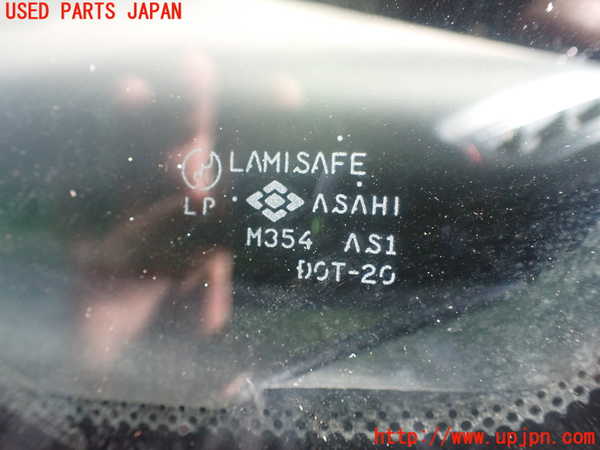 USED PARTS JAPAN
LAMISAFE
LP ASAHI
M354 AS1
DOT-20
http://www.upjpn.com